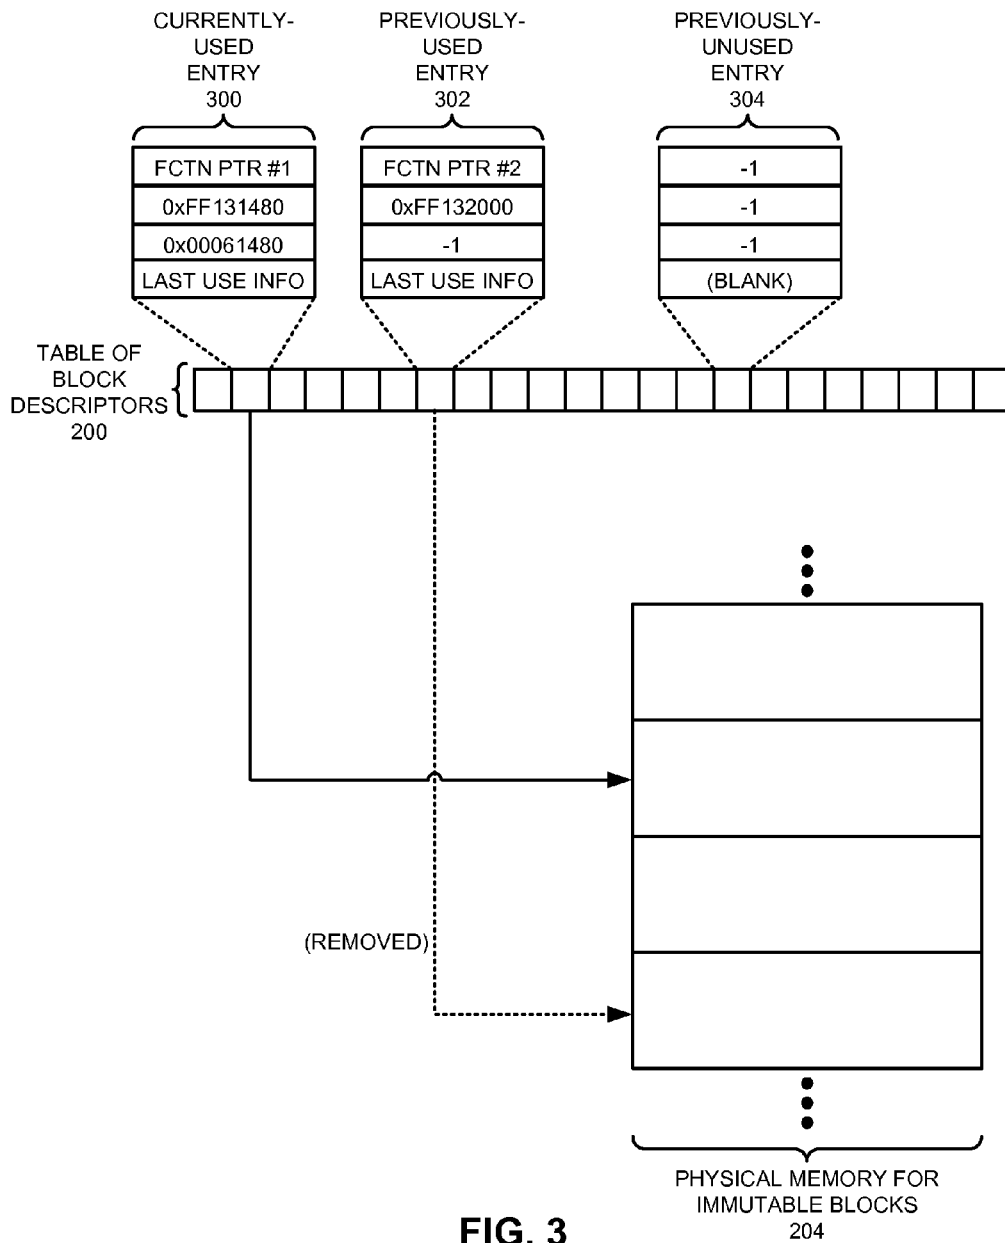 CURRENTLY-
USED
ENTRY
300
PREVIOUSLY-
USED
ENTRY
302
PREVIOUSLY-
UNUSED
ENTRY
304
FCTN PTR #1
0xFF131480
0x00061480
LAST USE INFO
FCTN PTR #2
0xFF132000
-1
LAST USE INFO
-1
-1
-1
(BLANK)
TABLE OF
BLOCK
DESCRIPTORS
200
(REMOVED)
PHYSICAL MEMORY FOR
IMMUTABLE BLOCKS
204
FIG. 3